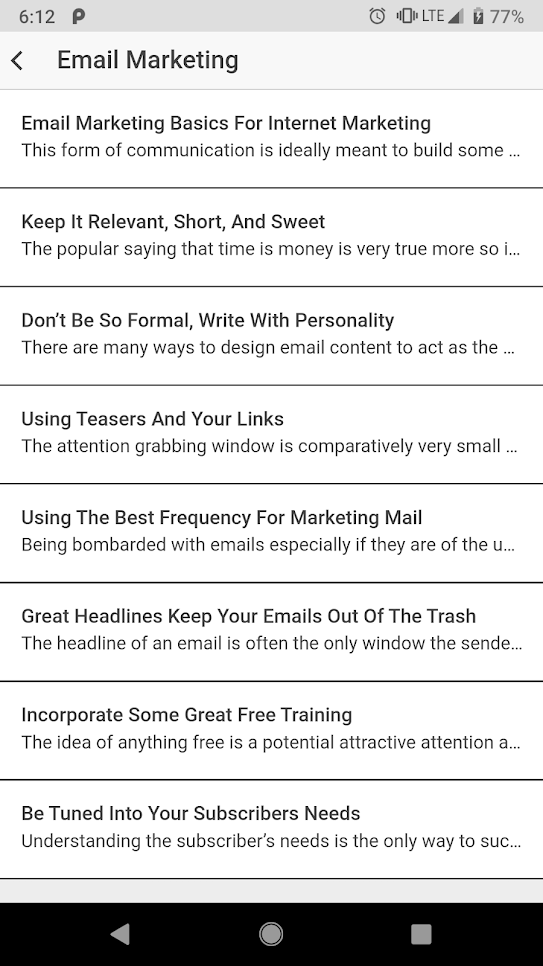 6:12 LTE 77%
Email Marketing
Email Marketing Basics For Internet Marketing
This form of communication is ideally meant to build some ...
Keep It Relevant, Short, And Sweet
The popular saying that time is money is very true more so i...
Don’t Be So Formal, Write With Personality
There are many ways to design email content to act as the ...
Using Teasers And Your Links
The attention grabbing window is comparatively very small ...
Using The Best Frequency For Marketing Mail
Being bombarded with emails especially if they are of the u...
Great Headlines Keep Your Emails Out Of The Trash
The headline of an email is often the only window the sende...
Incorporate Some Great Free Training
The idea of anything free is a potential attractive attention a...
Be Tuned Into Your Subscribers Needs
Understanding the subscriber’s needs is the only way to suc...